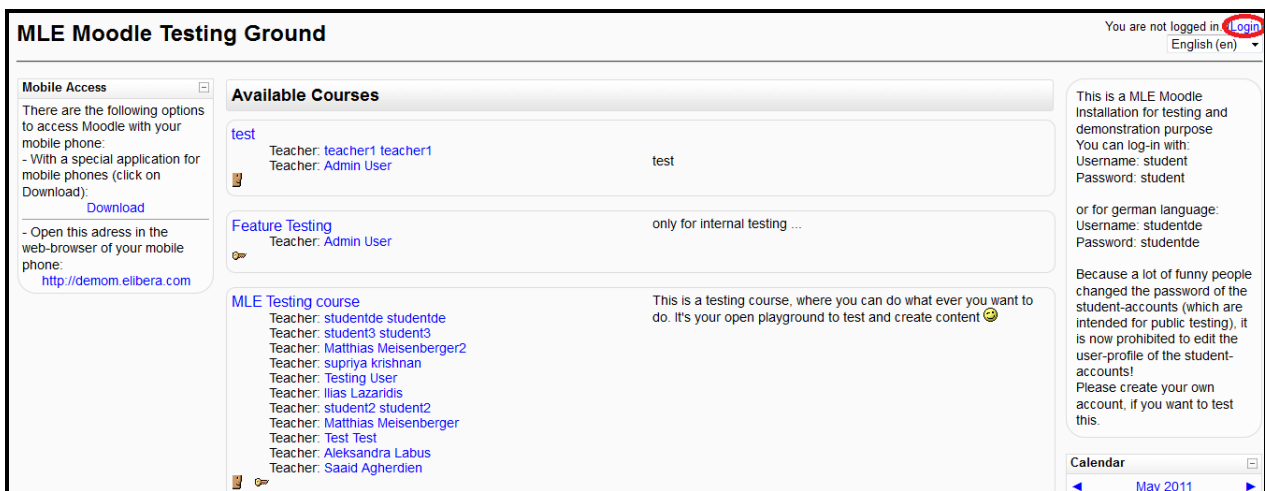 MLE Moodle Testing Ground
You are not logged in. (Login)
English (en)
Mobile Access
There are the following options
to access Moodle with your
mobile phone:
- With a special application for
mobile phones (click on
Download):
Download
- Open this adress in the
web-browser of your mobile
phone:
http://demom.elibera.com
Available Courses
test
Teacher: teacher1 teacher1
Teacher: Admin User
test
Feature Testing
Teacher: Admin User
only for internal testing ...
MLE Testing course
Teacher: studentde studentde
Teacher: student3 student3
Teacher: Matthias Meisenberger2
Teacher: supriya krishnan
Teacher: Testing User
Teacher: Ilias Lazaridis
Teacher: student2 student2
Teacher: Matthias Meisenberger
Teacher: Test Test
Teacher: Aleksandra Labus
Teacher: Saaid Agherdien
This is a testing course, where you can do what ever you want to
do. It's your open playground to test and create content
This is a MLE Moodle
Installation for testing and
demonstration purpose
You can log-in with:
Username: student
Password: student
or for german language:
Username: studentde
Password: studentde
Because a lot of funny people
changed the password of the
student-accounts (which are
intended for public testing), it
is now prohibited to edit the
user-profile of the student-
accounts!
Please create your own
account, if you want to test
this.
Calendar
May 2011